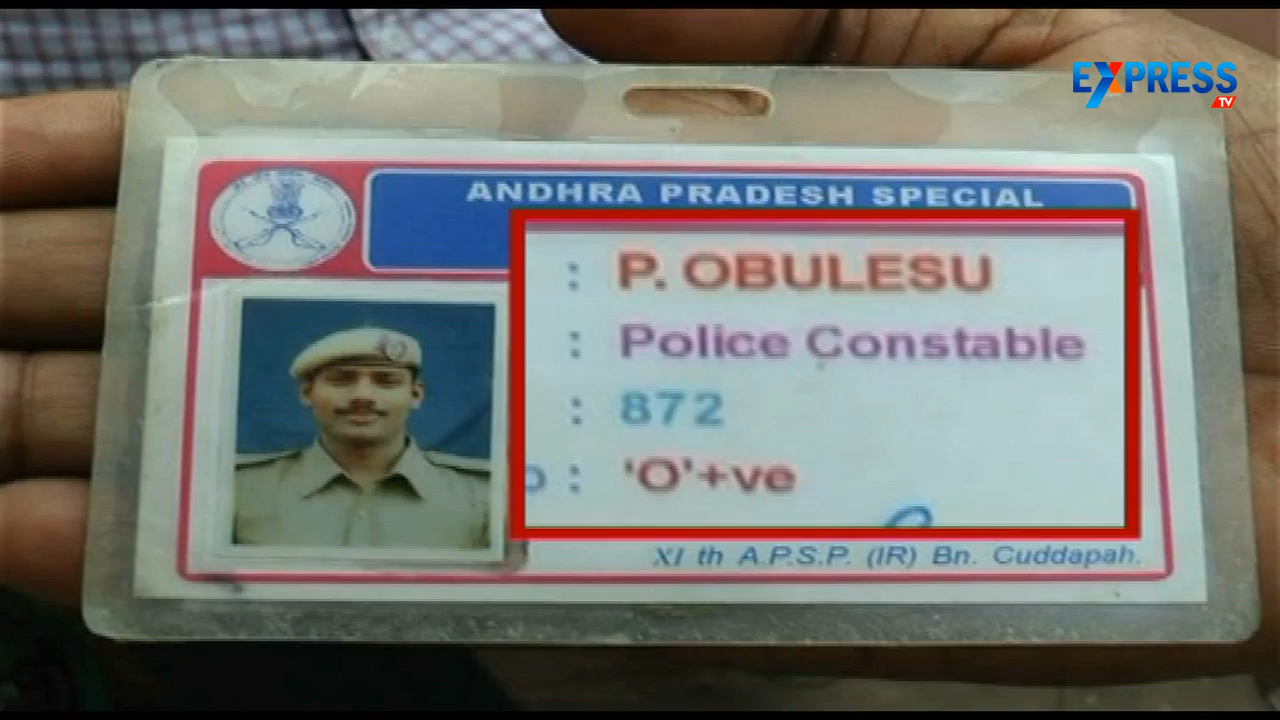 EXPRESS
TV
ANDHRA PRADESH SPECIAL
: P. OBULESU
: Police Constable
: 872
: 'O'+ve
XI th A.P.S.P. (IR) Bn. Cuddapah.